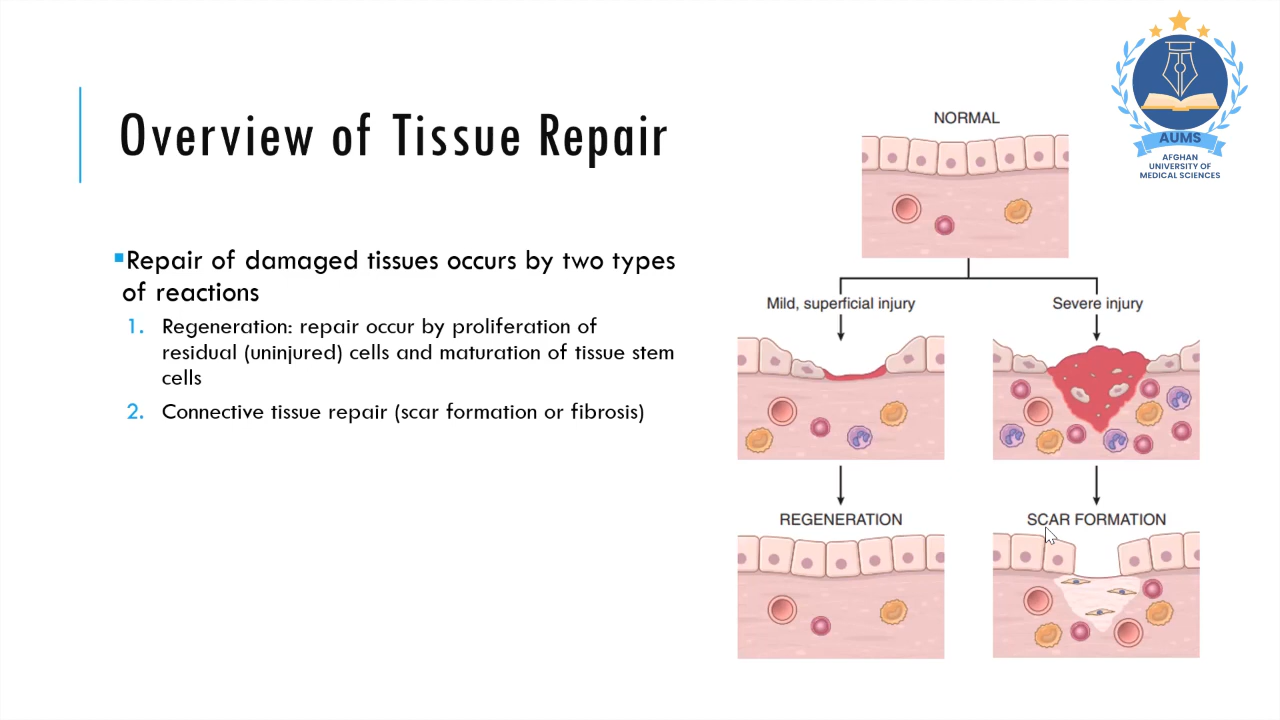 Overview of Tissue Repair
Repair of damaged tissues occurs by two types
of reactions
1. Regeneration: repair occur by proliferation of
residual (uninjured) cells and maturation of tissue stem
cells
2. Connective tissue repair (scar formation or fibrosis)
NORMAL
Mild, superficial injury
Severe injury
REGENERATION
SCAR FORMATION
AUMS
AFGHAN
UNIVERSITY OF
MEDICAL SCIENCES